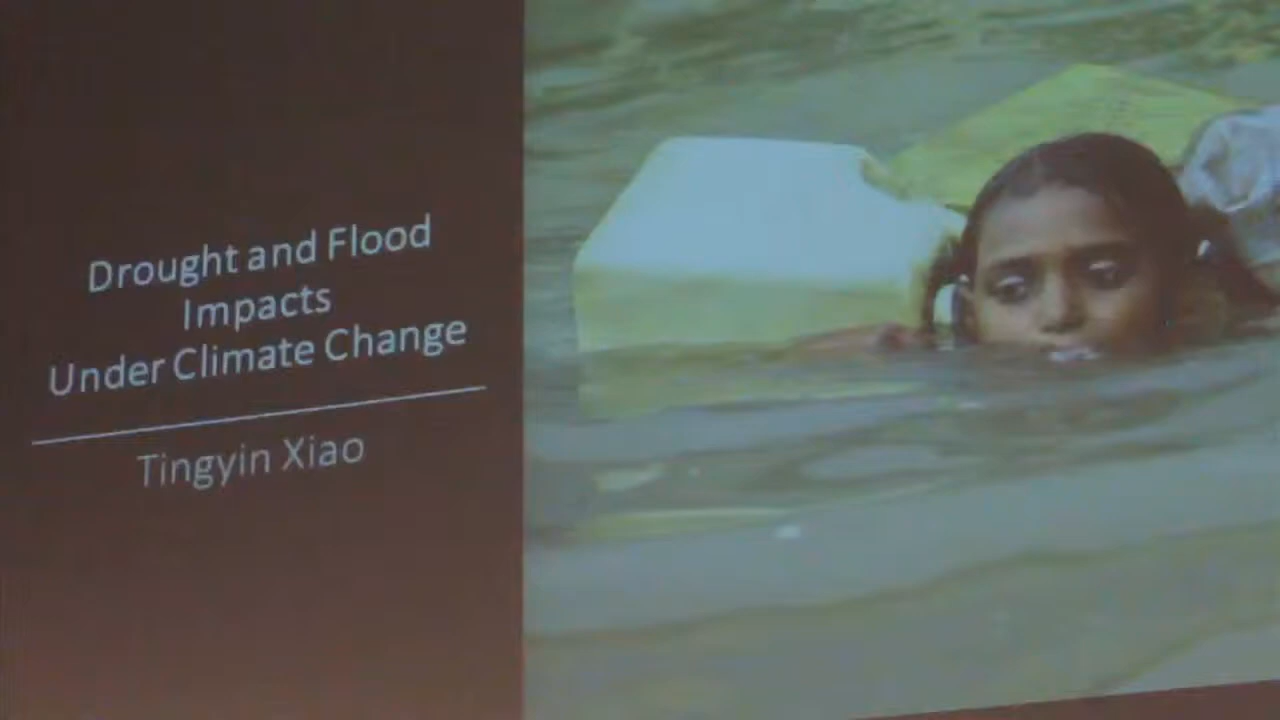 Drought and Flood
Impacts
Under Climate Change
Tingyin Xiao